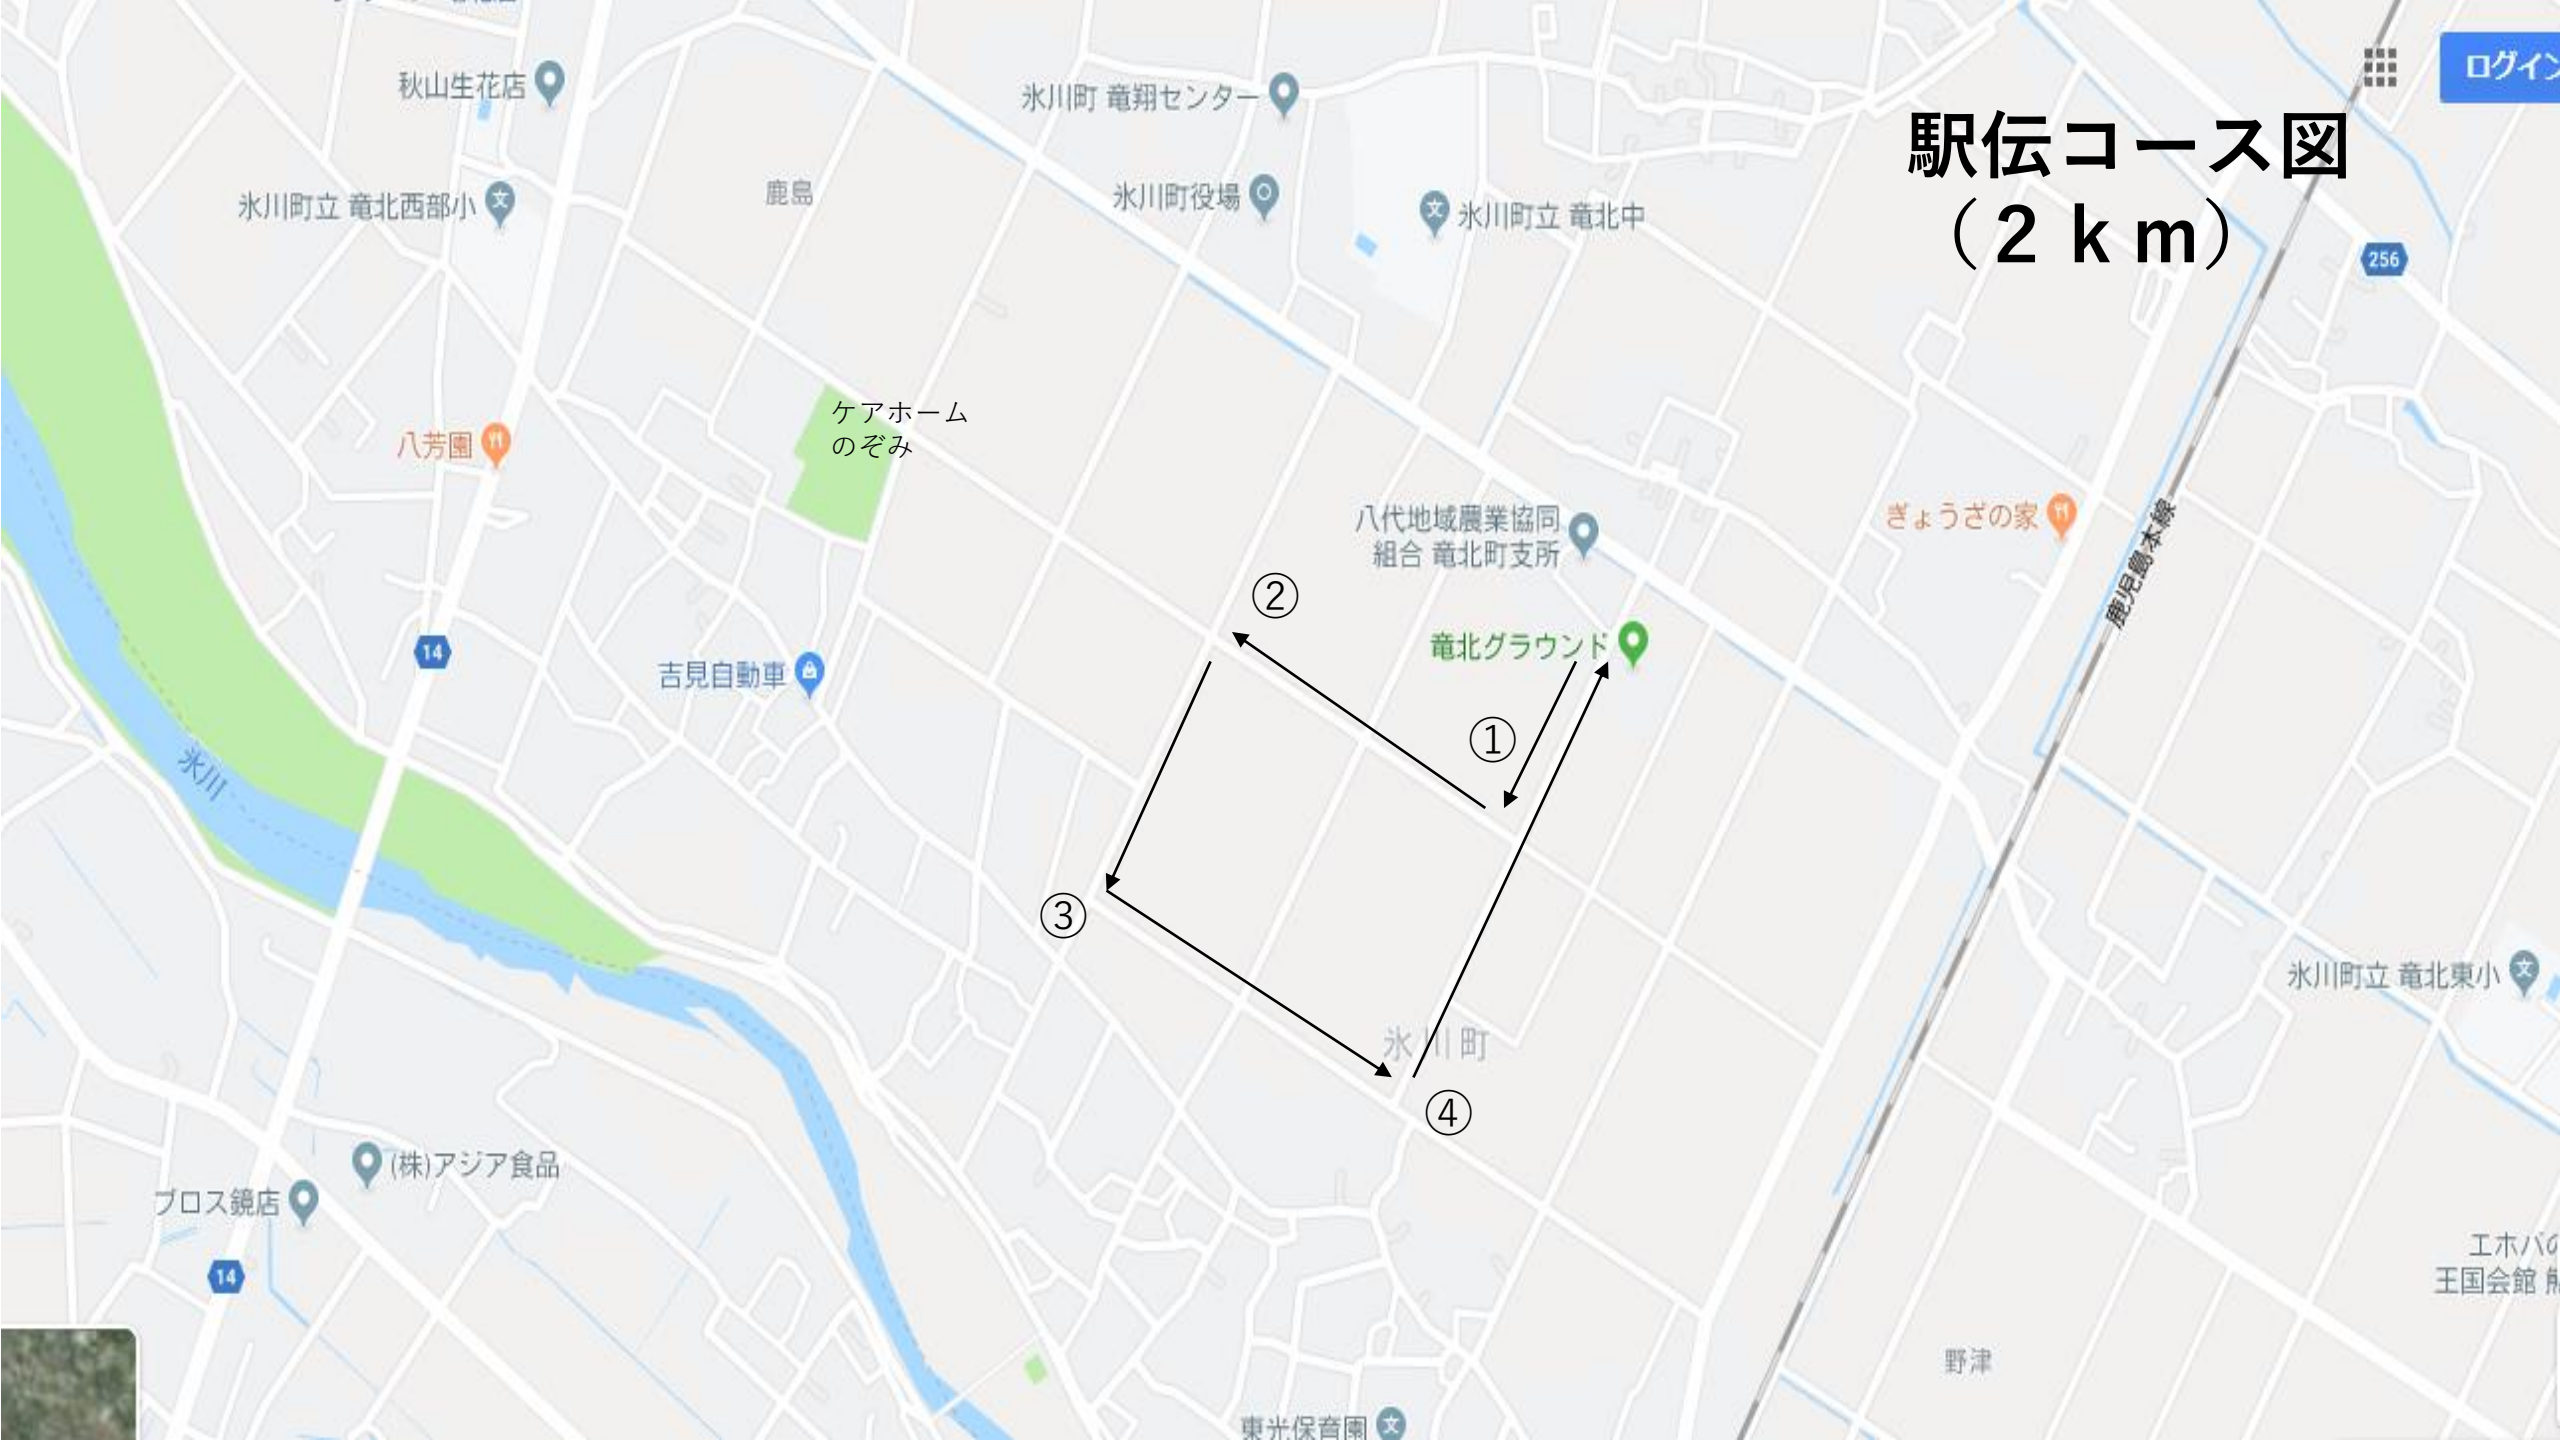 ログイン
秋山生花店
氷川町 竜翔センター
駅伝コース図
（２ｋｍ）
氷川町立 竜北西部小
鹿島
氷川町役場
氷川町立 竜北中
256
ケアホーム
のぞみ
八芳園
八代地域農業協同
組合 竜北町支所
ぎょうざの家
鹿児島本線
②
14
竜北グラウンド
吉見自動車
①
氷川
③
氷川町立 竜北東小
氷川町
④
(株)アジア食品
ブロス鏡店
14
エホバの
王国会館
野津
東光保育園